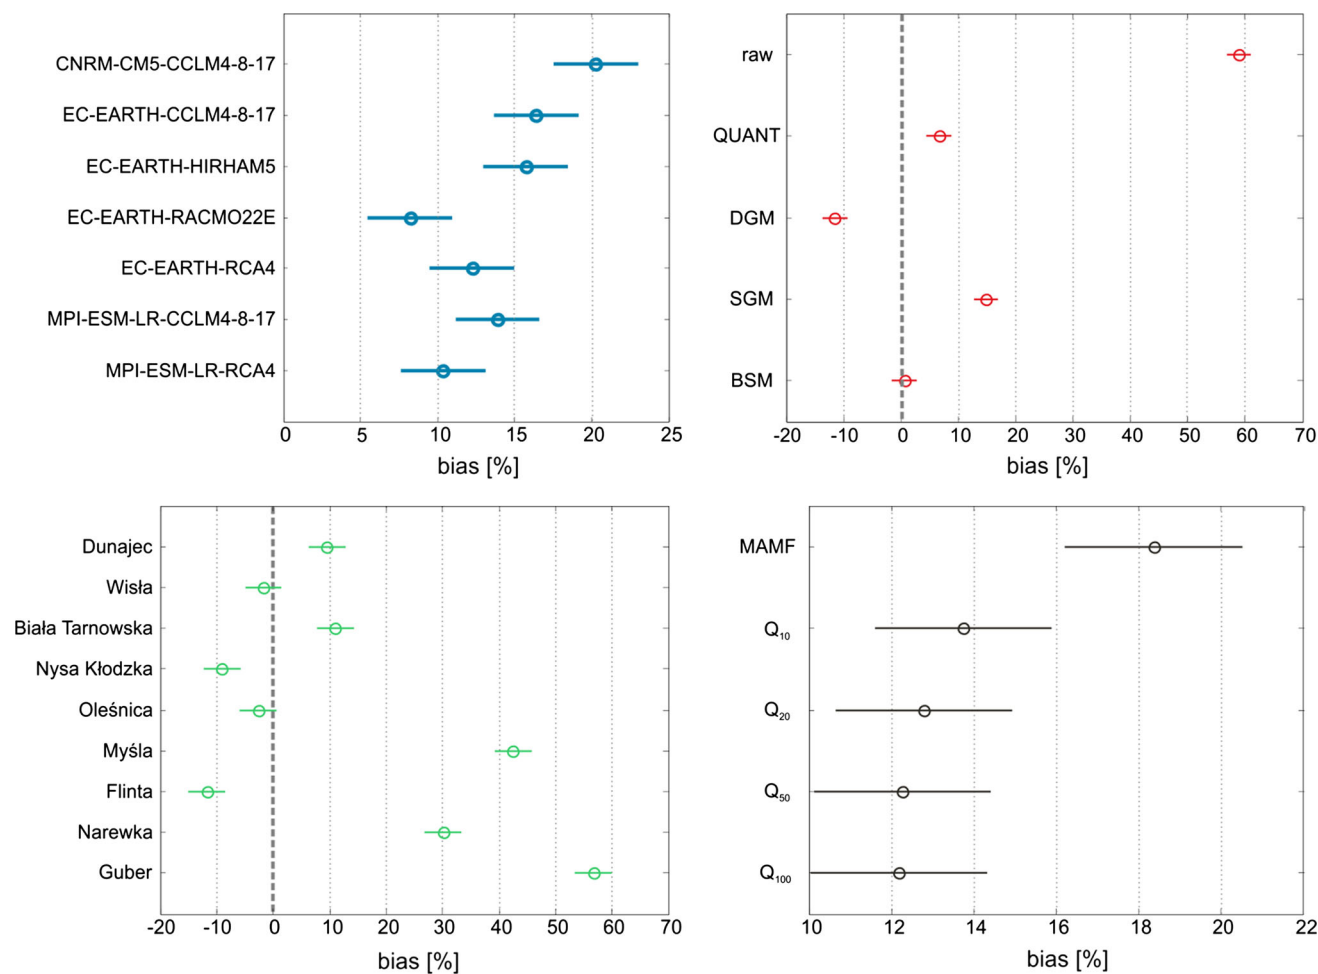 CNRM-CM5-CCLM4-8-17
EC-EARTH-CCLM4-8-17
EC-EARTH-HIRHAM5
EC-EARTH-RACMO22E
EC-EARTH-RCA4
MPI-ESM-LR-CCLM4-8-17
MPI-ESM-LR-RCA4
0 5 10 15 20 25
bias [%]
raw
QUANT
DGM
SGM
BSM
-20 -10 0 10 20 30 40 50 60 70
bias [%]
Dunajec
Wisła
Biała Tarnowska
Nysa Kłodzka
Oleśnica
Myśla
Flinta
Narewka
Guber
-20 -10 0 10 20 30 40 50 60 70
bias [%]
MAMF
Q10
Q20
Q50
Q100
10 12 14 16 18 20 22
bias [%]